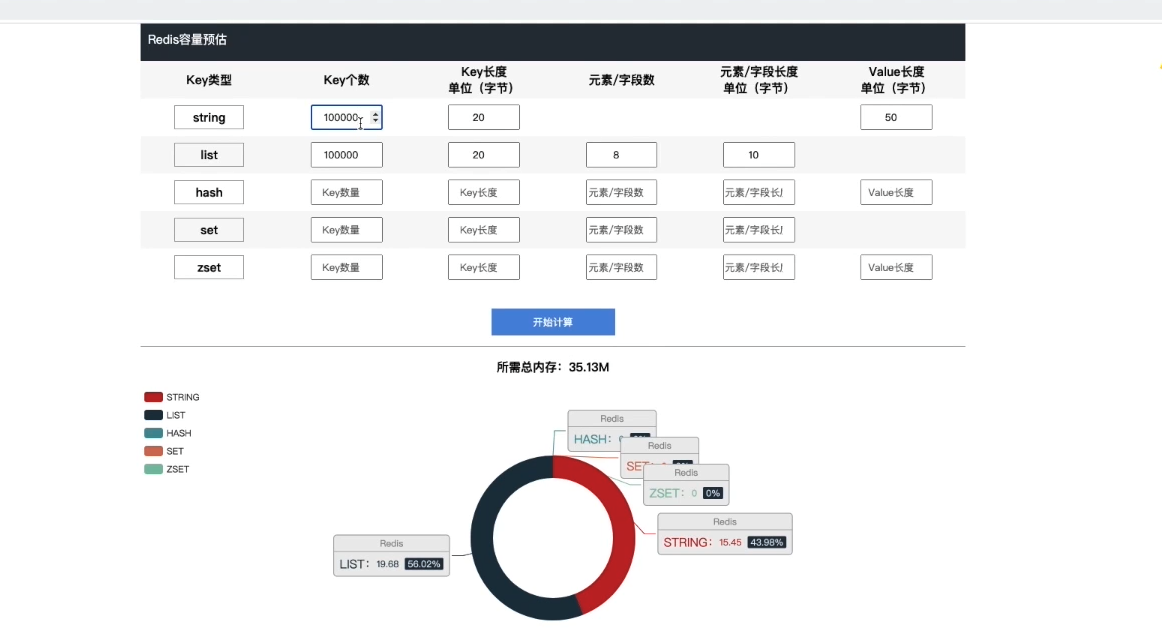 Redis容量预估
Key类型 Key个数 Key长度 单位（字节） 元素/字段数 元素/字段长度 单位（字节） Value长度 单位（字节）
string 100000 20 50
list 100000 20 8 10
hash Key数量 Key长度 元素/字段数 元素/字段长 Value长度
set Key数量 Key长度 元素/字段数 元素/字段长
zset Key数量 Key长度 元素/字段数 元素/字段长 Value长度
开始计算
所需总内存：35.13M
STRING
LIST
HASH
SET
ZSET
Redis
HASH：
Redis
SET：
Redis
ZSET：0 0%
Redis
STRING：15.45 43.98%
Redis
LIST：19.68 56.02%